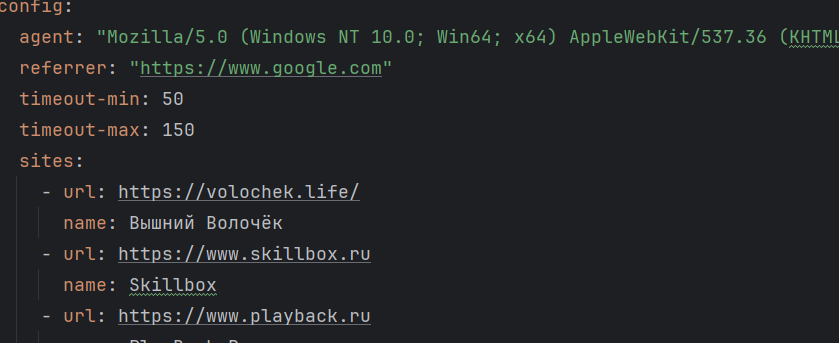 config:
agent: "Mozilla/5.0 (Windows NT 10.0; Win64; x64) AppleWebKit/537.36 (KHTML
referrer: "https://www.google.com"
timeout-min: 50
timeout-max: 150
sites:
- url: https://volochek.life/
name: Вышний Волочёк
- url: https://www.skillbox.ru
name: Skillbox
- url: https://www.playback.ru